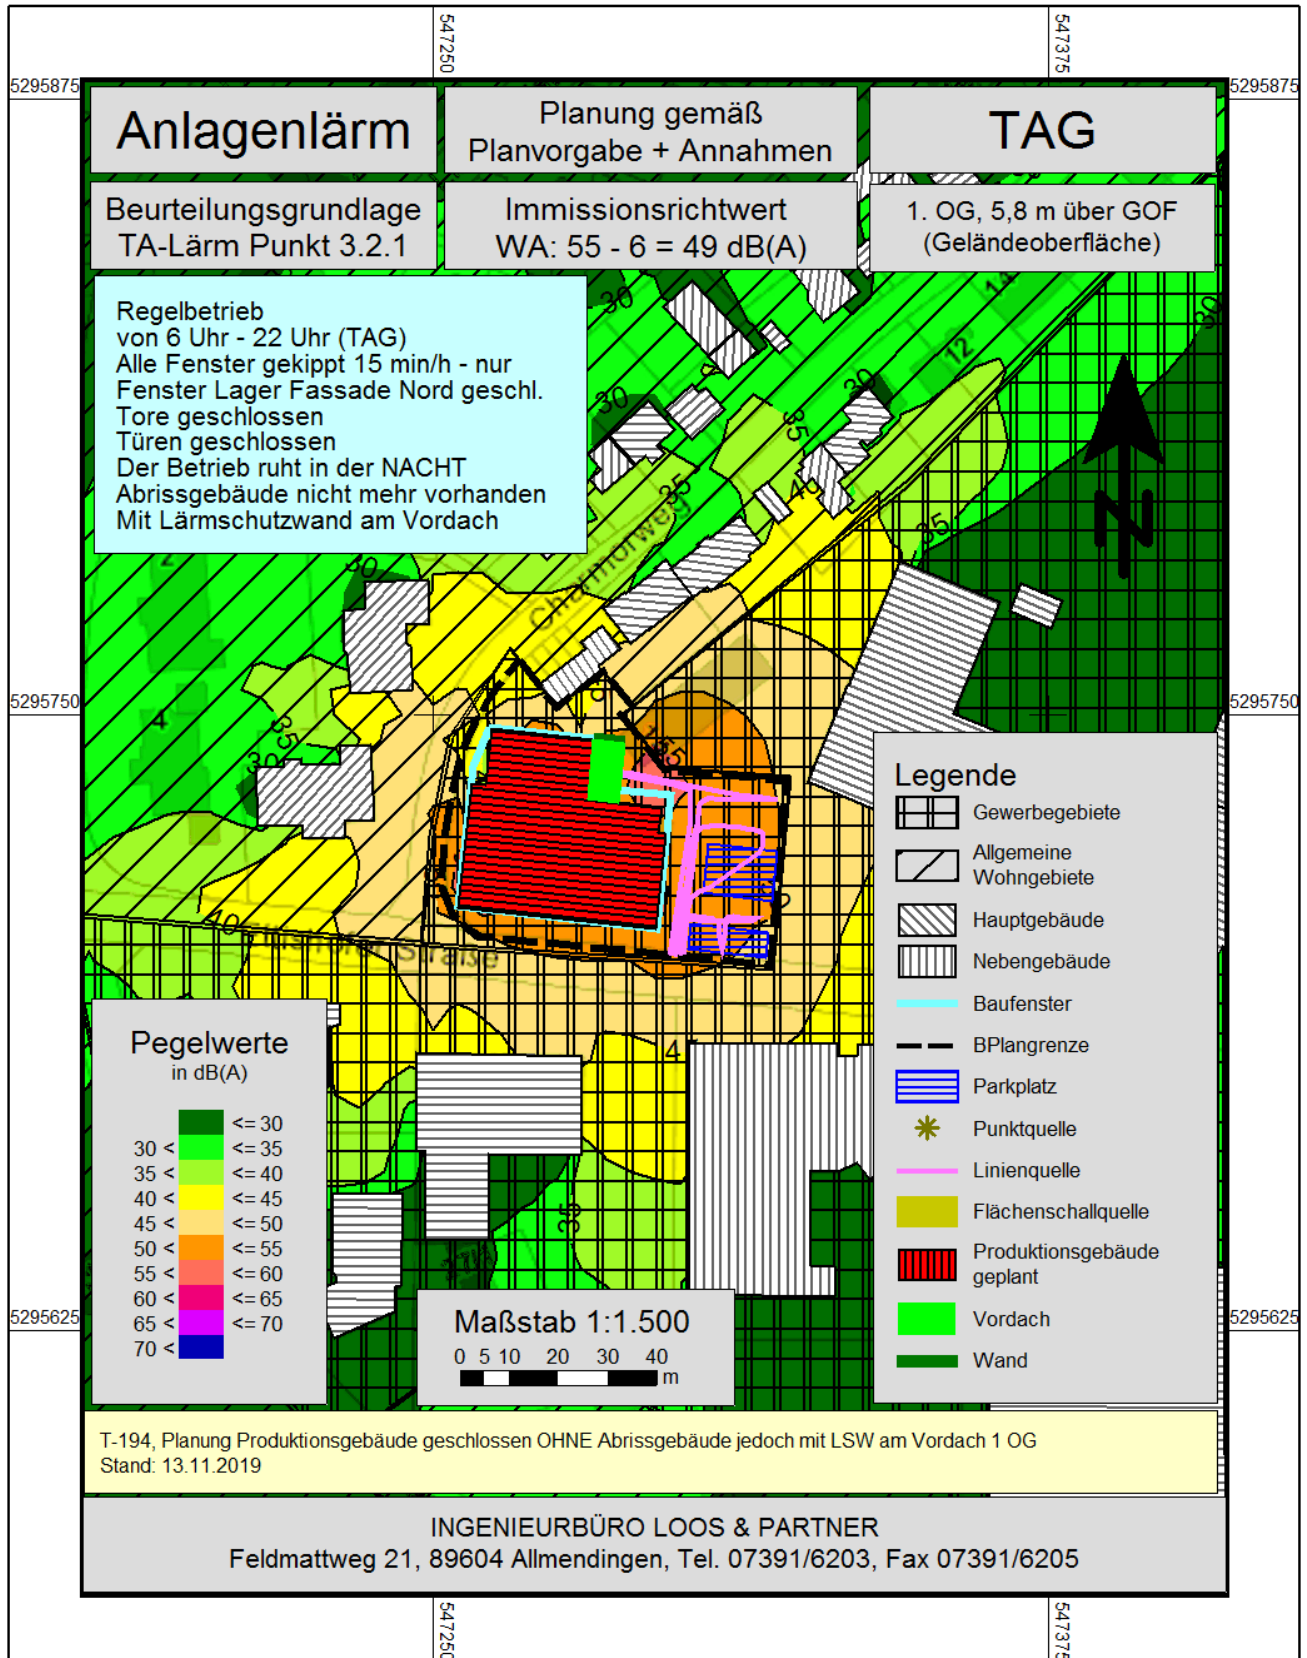 547250
547375
5295875
5295875
Anlagenlärm
Planung gemäß
Planvorgabe + Annahmen
TAG
Beurteilungsgrundlage
TA-Lärm Punkt 3.2.1
Immissionsrichtwert
WA: 55 - 6 = 49 dB(A)
1. OG, 5,8 m über GOF
(Geländeoberfläche)
Regelbetrieb
von 6 Uhr - 22 Uhr (TAG)
Alle Fenster gekippt 15 min/h - nur
Fenster Lager Fassade Nord geschl.
Tore geschlossen
Türen geschlossen
Der Betrieb ruht in der NACHT
Abrissgebäude nicht mehr vorhanden
Mit Lärmschutzwand am Vordach
30
14
30
12
30
30
35
35
40
35
N
Charmorweg
2
30
4
35
30
5295750
5295750
55
40
Straße
35
Legende
Gewerbegebiete
Allgemeine
Wohngebiete
Hauptgebäude
Nebengebäude
Baufenster
BPlangrenze
Parkplatz
Punktquelle
Linienquelle
Flächenschallquelle
Produktionsgebäude
geplant
Vordach
Wand
Pegelwerte
in dB(A)
<= 30
30 < <= 35
35 < <= 40
40 < <= 45
45 < <= 50
50 < <= 55
55 < <= 60
60 < <= 65
65 < <= 70
70 <
5295625
5295625
Maßstab 1:1.500
0 5 10 20 30 40
m
T-194, Planung Produktionsgebäude geschlossen OHNE Abrissgebäude jedoch mit LSW am Vordach 1 OG
Stand: 13.11.2019
INGENIEURBÜRO LOOS & PARTNER
Feldmattweg 21, 89604 Allmendingen, Tel. 07391/6203, Fax 07391/6205
547250
547375